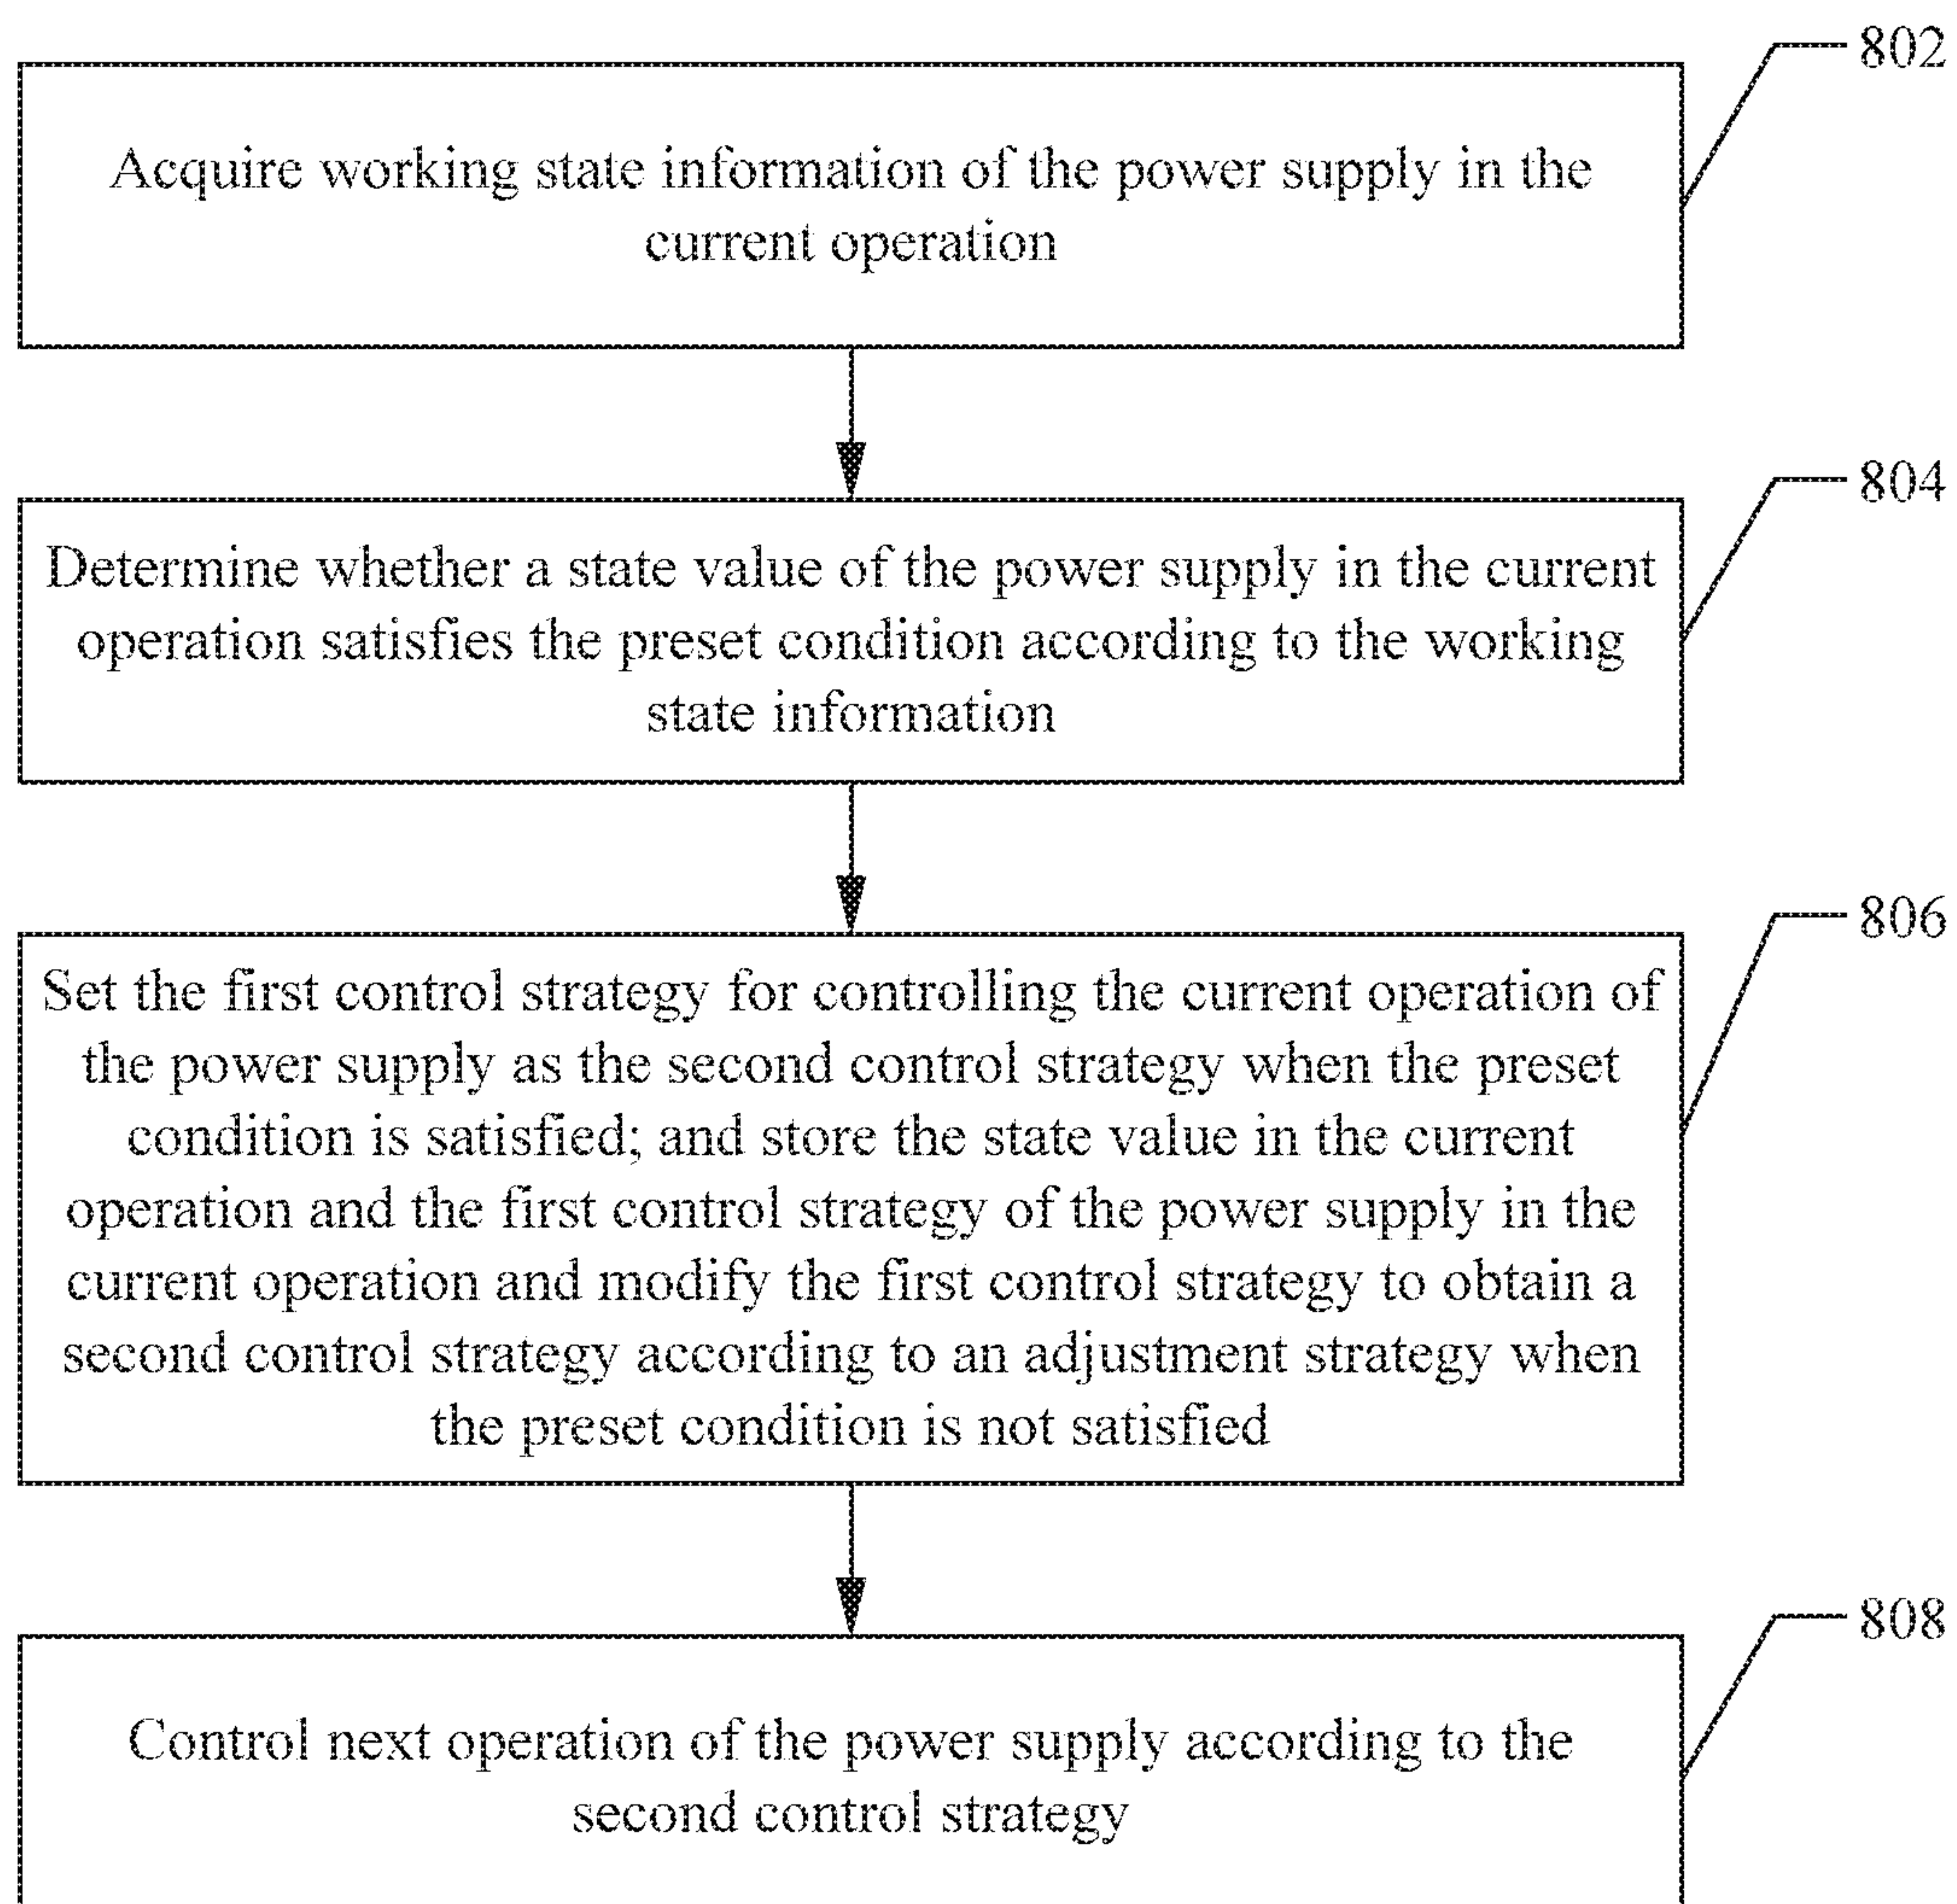 802
Acquire working state information of the power supply in the
current operation
804
Determine whether a state value of the power supply in the current
operation satisfies the preset condition according to the working
state information
806
Set the first control strategy for controlling the current operation of
the power supply as the second control strategy when the preset
condition is satisfied; and store the state value in the current
operation and the first control strategy of the power supply in the
current operation and modify the first control strategy to obtain a
second control strategy according to an adjustment strategy when
the preset condition is not satisfied
808
Control next operation of the power supply according to the
second control strategy